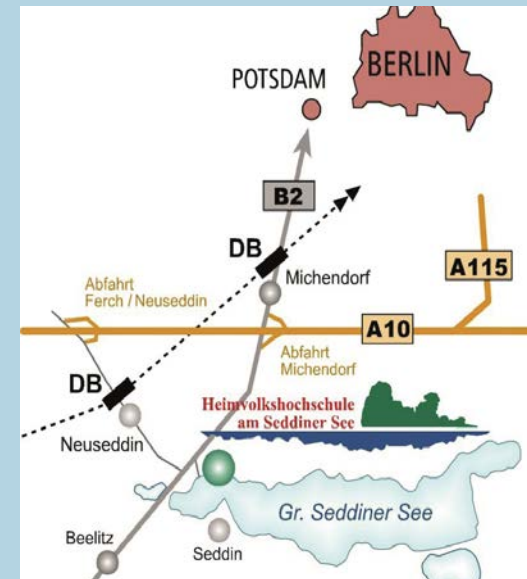 BERLIN
POTSDAM
B2
DB
Michendorf
A115
Abfahrt
Ferch / Neuseddin
A10
Abfahrt
Michendorf
DB
Heimvolkshochschule
am Seddiner See
Neuseddin
Gr. Seddiner See
Beelitz
Seddin